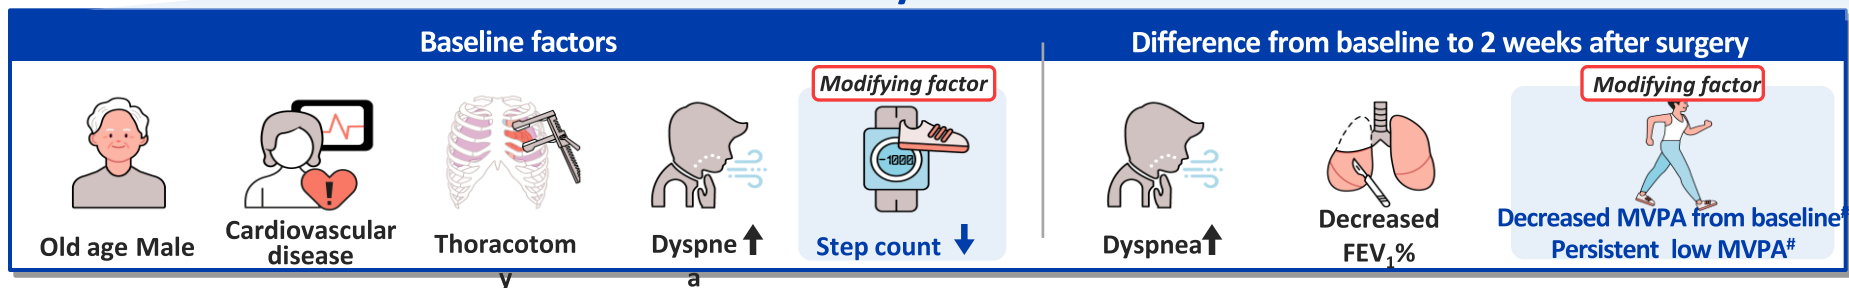 Baseline factors
Difference from baseline to 2 weeks after surgery
Modifying factor
Modifying factor
-1000
Old age Male
Cardiovascular
disease
Thoracotom
y
Dyspne
a
Step count
Dyspnea
Decreased
FEV₁%
Decreased MVPA from baseline#
Persistent low MVPA#